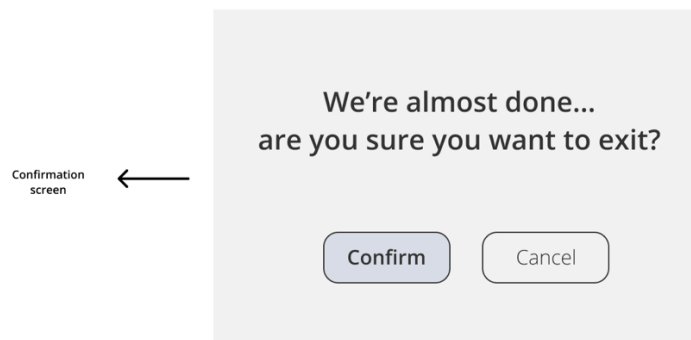 We’re almost done...
are you sure you want to exit?
Confirmation
screen
Confirm
Cancel